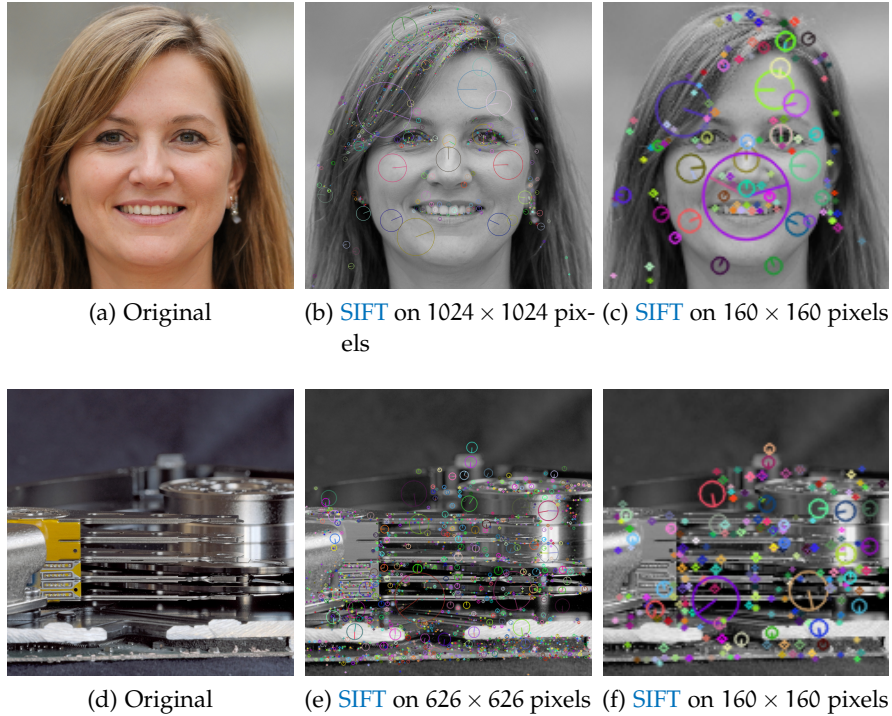 (a) Original
(b) SIFT on 1024 × 1024 pix-
els
(c) SIFT on 160 × 160 pixels
(d) Original
(e) SIFT on 626 × 626 pixels
(f) SIFT on 160 × 160 pixels